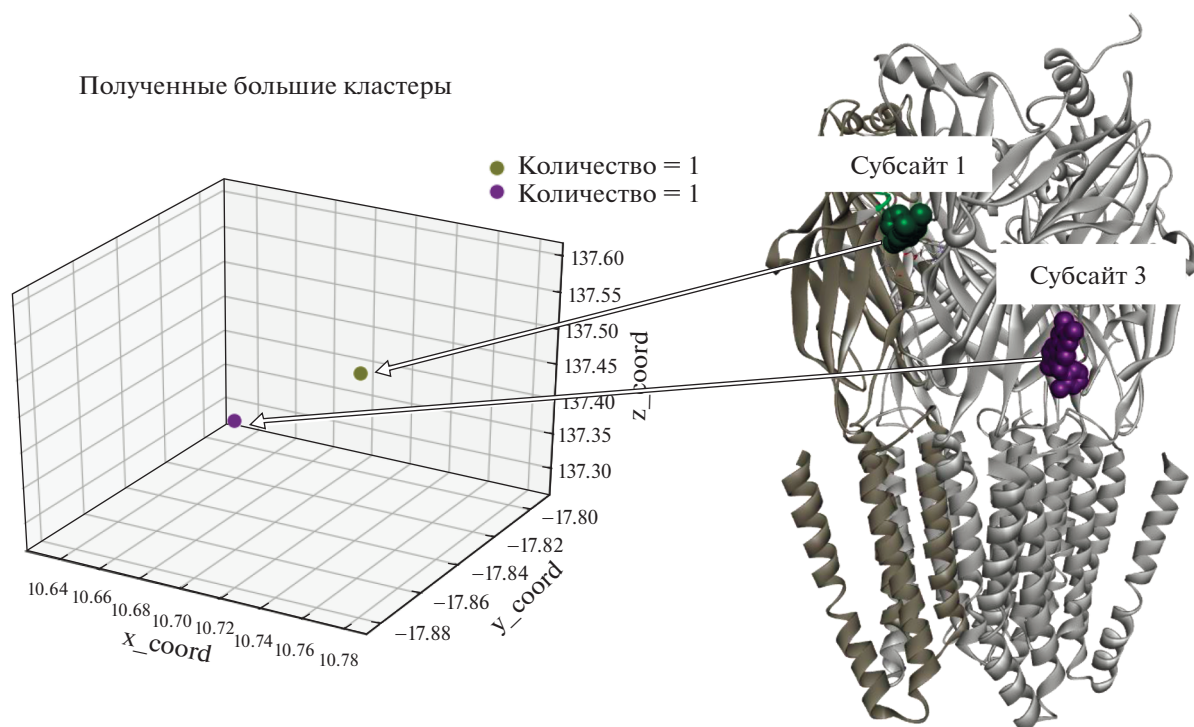 Полученные большие кластеры
Количество = 1
Количество = 1
Субсайт 1
Субсайт 3
137.60
137.55
137.50
137.45
137.40
137.35
137.30
z_coord
−17.80
−17.82
−17.84
−17.86
−17.88
y_coord
10.64
10.66
10.68
10.70
10.72
10.74
10.76
10.78
x_coord